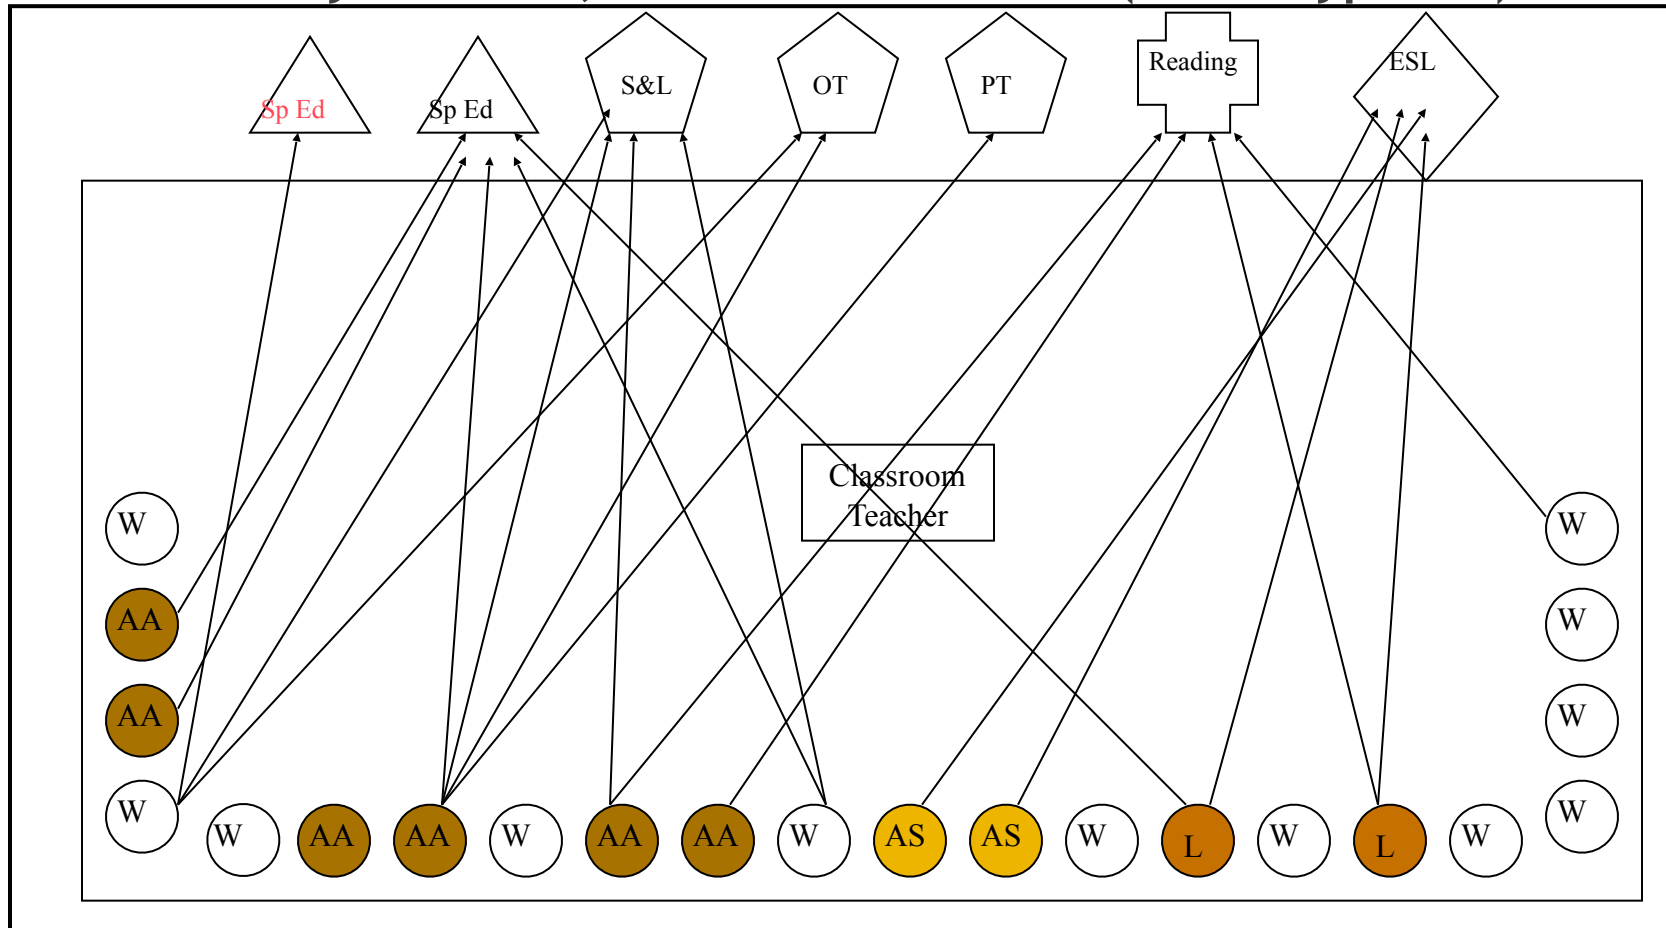 Sp Ed
Sp Ed
S&L
OT
PT
Reading
ESL
Classroom
Teacher
W
W
AA
W
AA
W
W
W
W
AA
AA
W
AA
AA
W
AS
AS
W
L
W
L
W